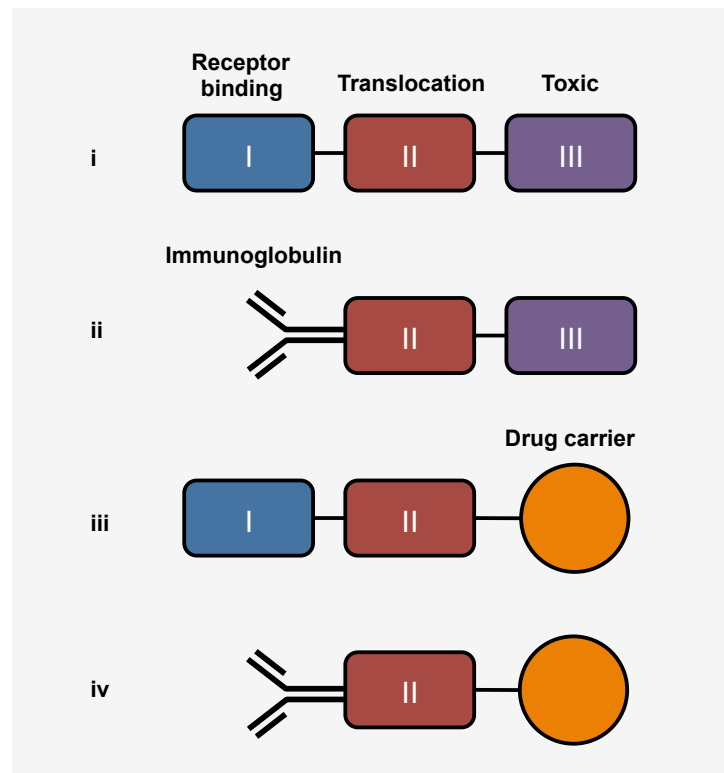 Receptor
binding
Translocation
Toxic
i
I
II
III
Immunoglobulin
ii
II
III
Drug carrier
iii
I
II
iv
II